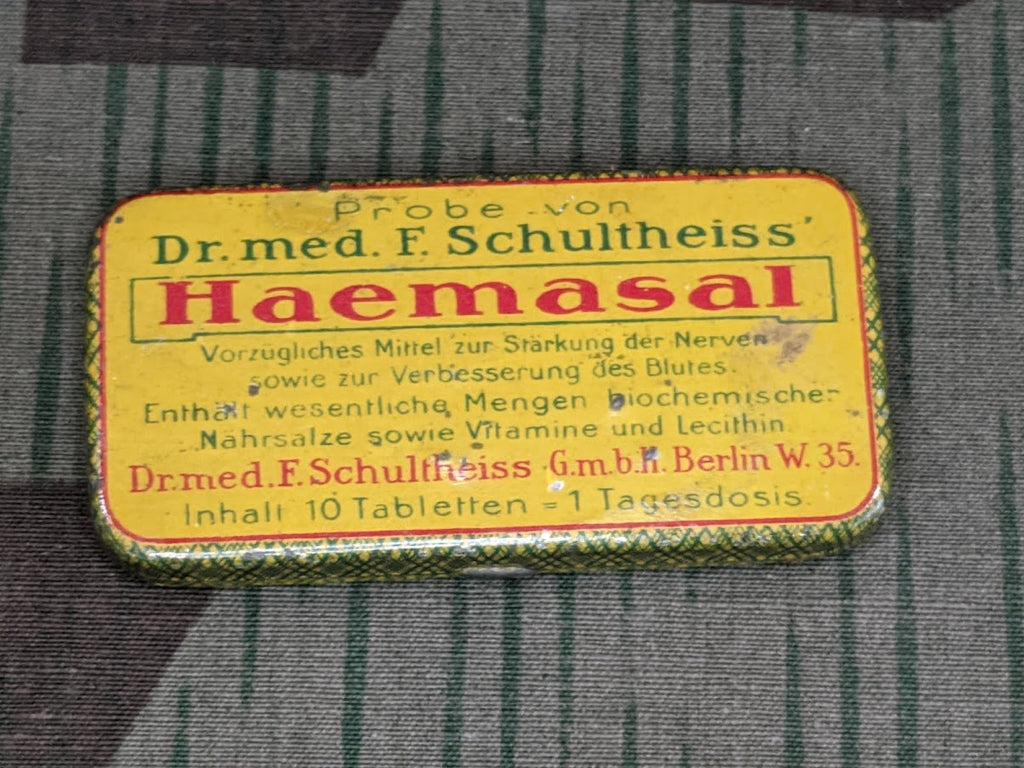 Probe von
Dr. med. F. Schultheiss'
Haemasal
Vorzügliches Mittel zur Stärkung der Nerven
sowie zur Verbesserung des Blutes.
Enthält wesentliche Mengen biochemischer
Nährsalze sowie Vitamine und Lecithin
Dr. med. F. Schultheiss G.m.b.H. Berlin W. 35.
Inhalt 10 Tabletten = 1 Tagesdosis.